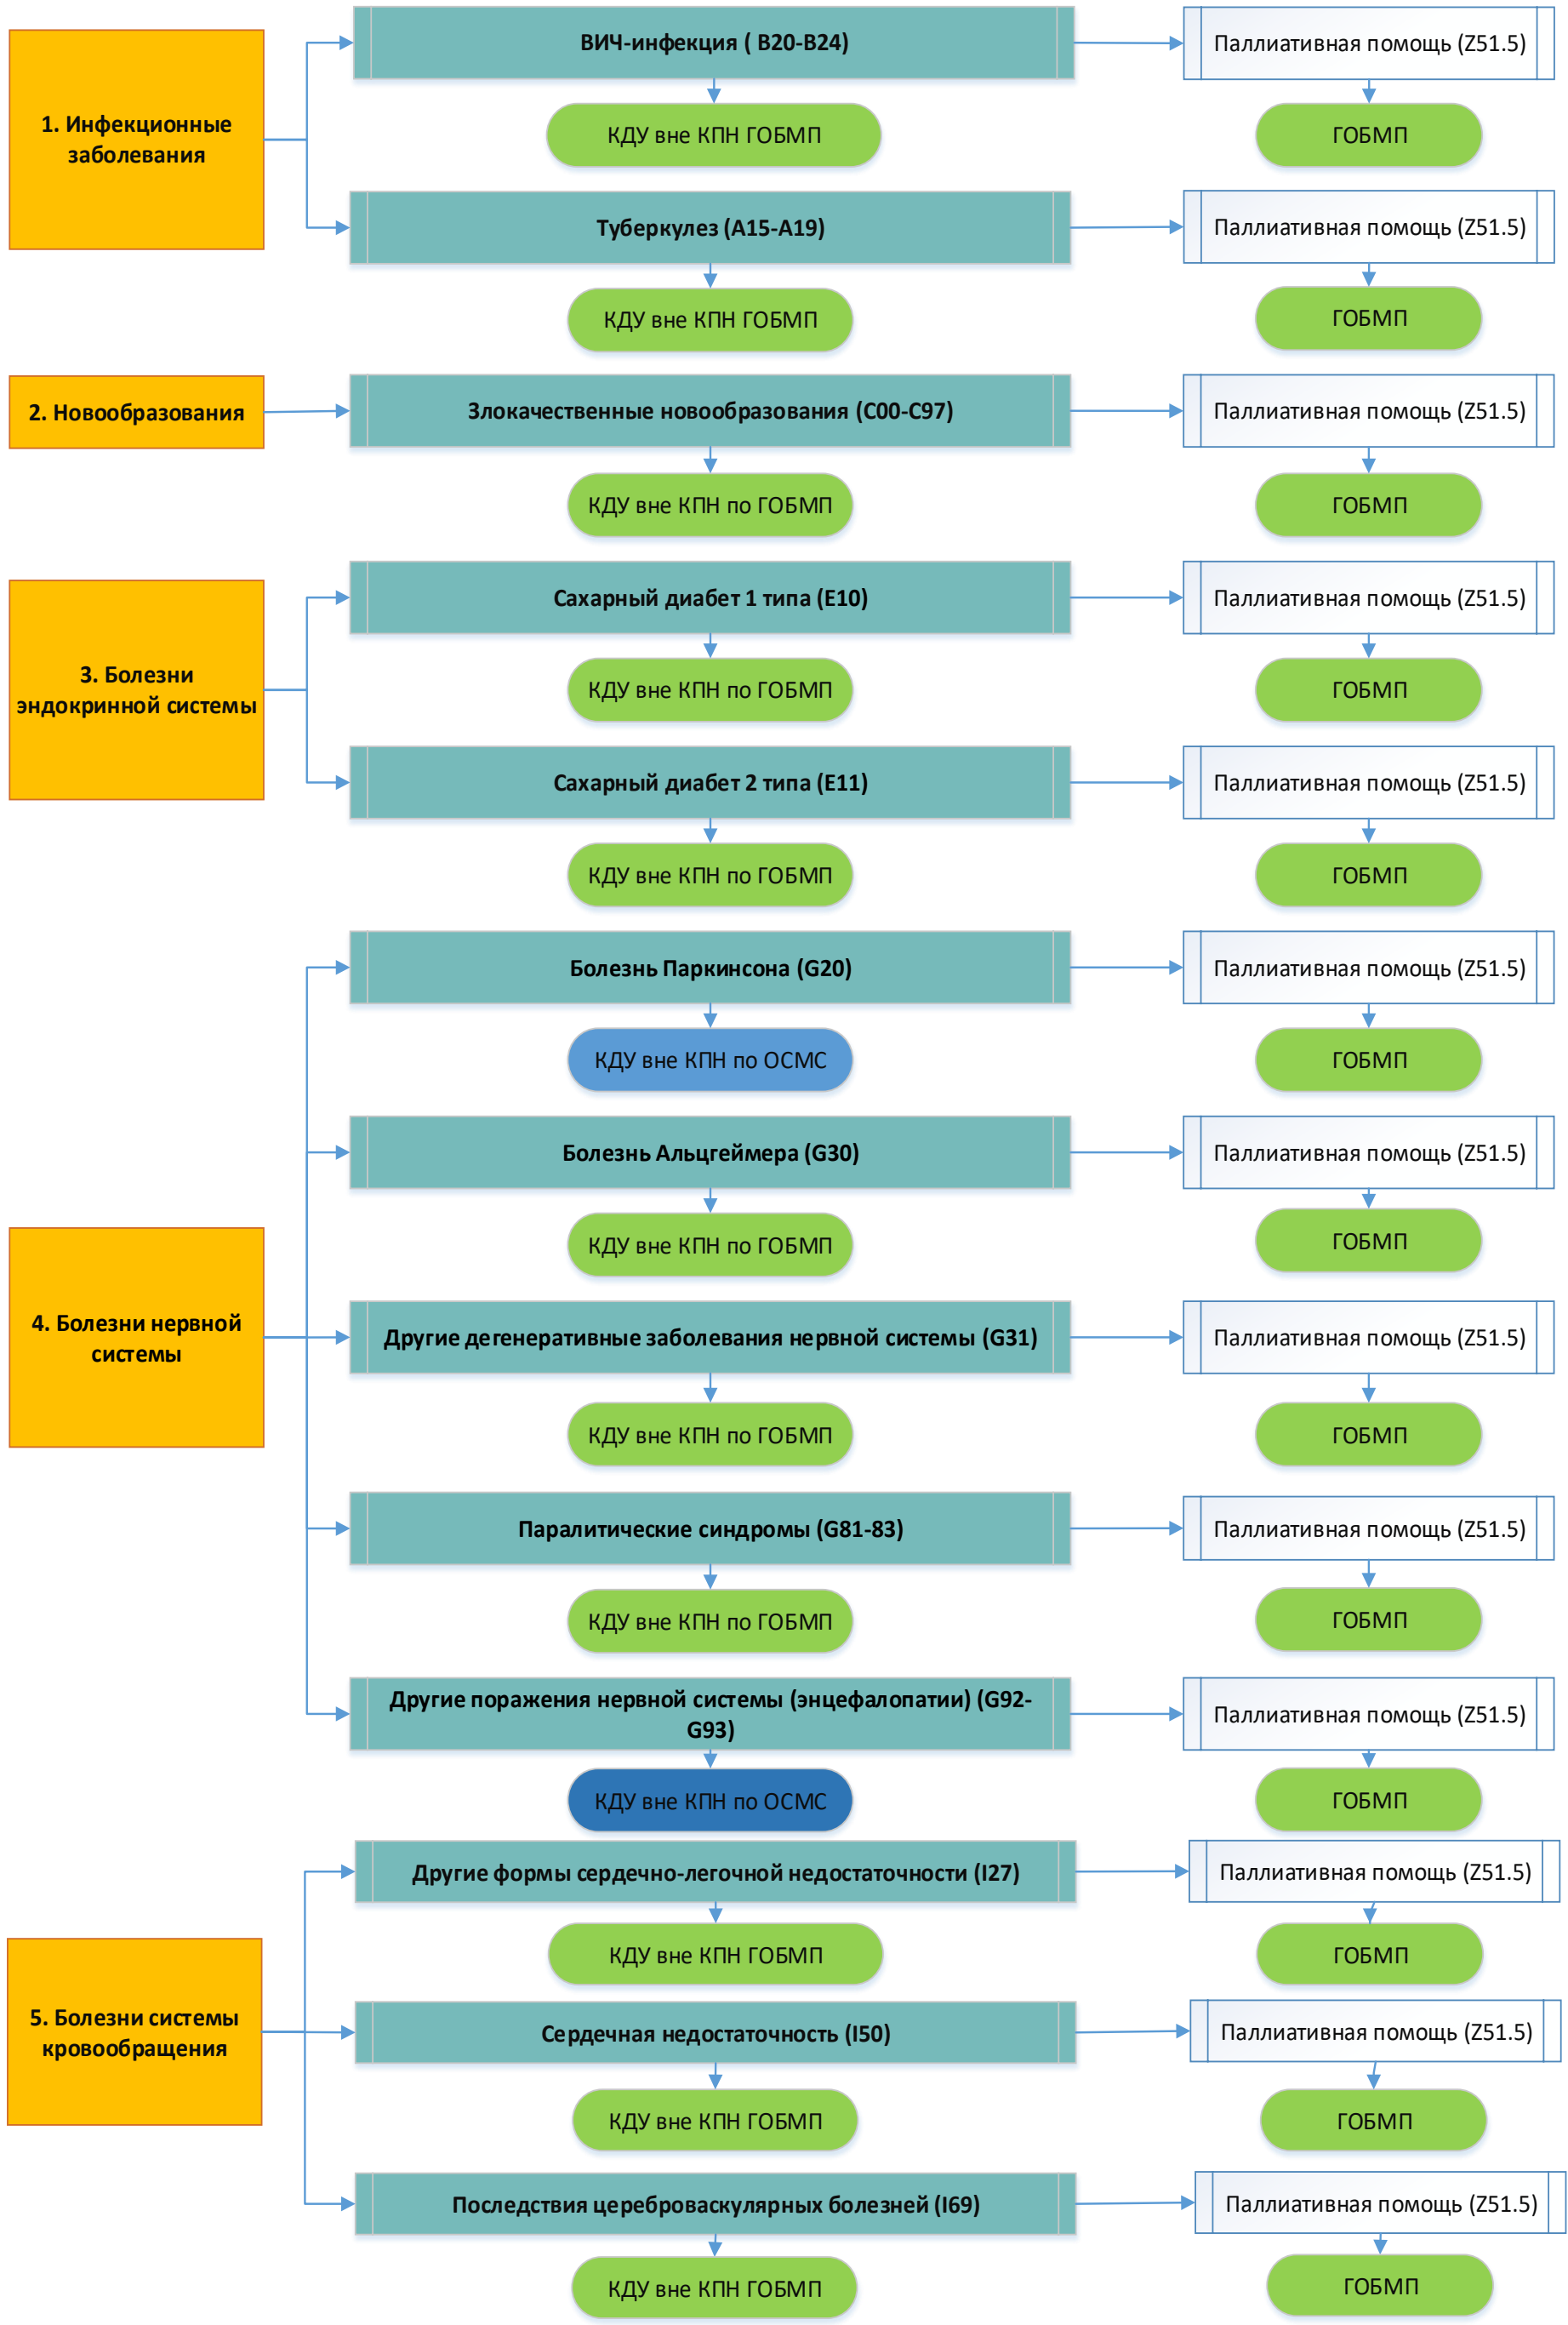 1. Инфекционные
заболевания
ВИЧ-инфекция ( B20-B24)
Паллиативная помощь (Z51.5)
КДУ вне КПН ГОБМП
ГОБМП
Туберкулез (A15-A19)
Паллиативная помощь (Z51.5)
КДУ вне КПН ГОБМП
ГОБМП
2. Новообразования
Злокачественные новообразования (C00-C97)
Паллиативная помощь (Z51.5)
КДУ вне КПН по ГОБМП
ГОБМП
3. Болезни
эндокринной системы
Сахарный диабет 1 типа (E10)
Паллиативная помощь (Z51.5)
КДУ вне КПН по ГОБМП
ГОБМП
Сахарный диабет 2 типа (E11)
Паллиативная помощь (Z51.5)
КДУ вне КПН по ГОБМП
ГОБМП
4. Болезни нервной
системы
Болезнь Паркинсона (G20)
Паллиативная помощь (Z51.5)
КДУ вне КПН по ОСМС
ГОБМП
Болезнь Альцгеймера (G30)
Паллиативная помощь (Z51.5)
КДУ вне КПН по ГОБМП
ГОБМП
Другие дегенеративные заболевания нервной системы (G31)
Паллиативная помощь (Z51.5)
КДУ вне КПН по ГОБМП
ГОБМП
Паралитические синдромы (G81-83)
Паллиативная помощь (Z51.5)
КДУ вне КПН по ГОБМП
ГОБМП
Другие поражения нервной системы (энцефалопатии) (G92-
G93)
Паллиативная помощь (Z51.5)
КДУ вне КПН по ОСМС
ГОБМП
5. Болезни системы
кровообращения
Другие формы сердечно-легочной недостаточности (I27)
Паллиативная помощь (Z51.5)
КДУ вне КПН ГОБМП
ГОБМП
Сердечная недостаточность (I50)
Паллиативная помощь (Z51.5)
КДУ вне КПН ГОБМП
ГОБМП
Последствия цереброваскулярных болезней (I69)
Паллиативная помощь (Z51.5)
КДУ вне КПН ГОБМП
ГОБМП